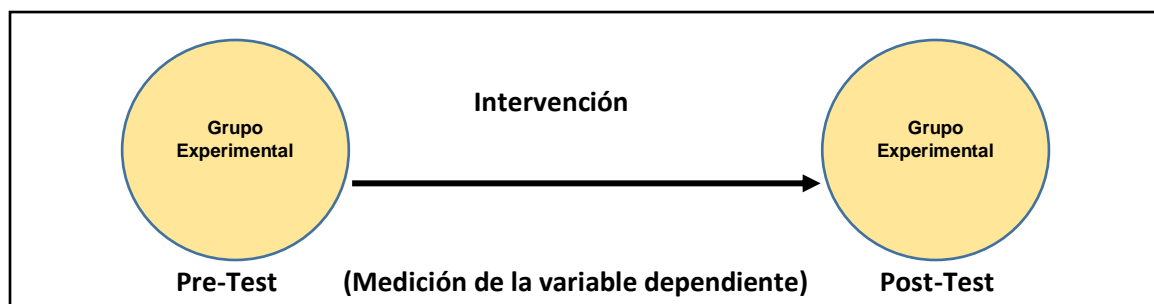 Intervención
Grupo
Experimental
Grupo
Experimental
Pre-Test (Medición de la variable dependiente) Post-Test